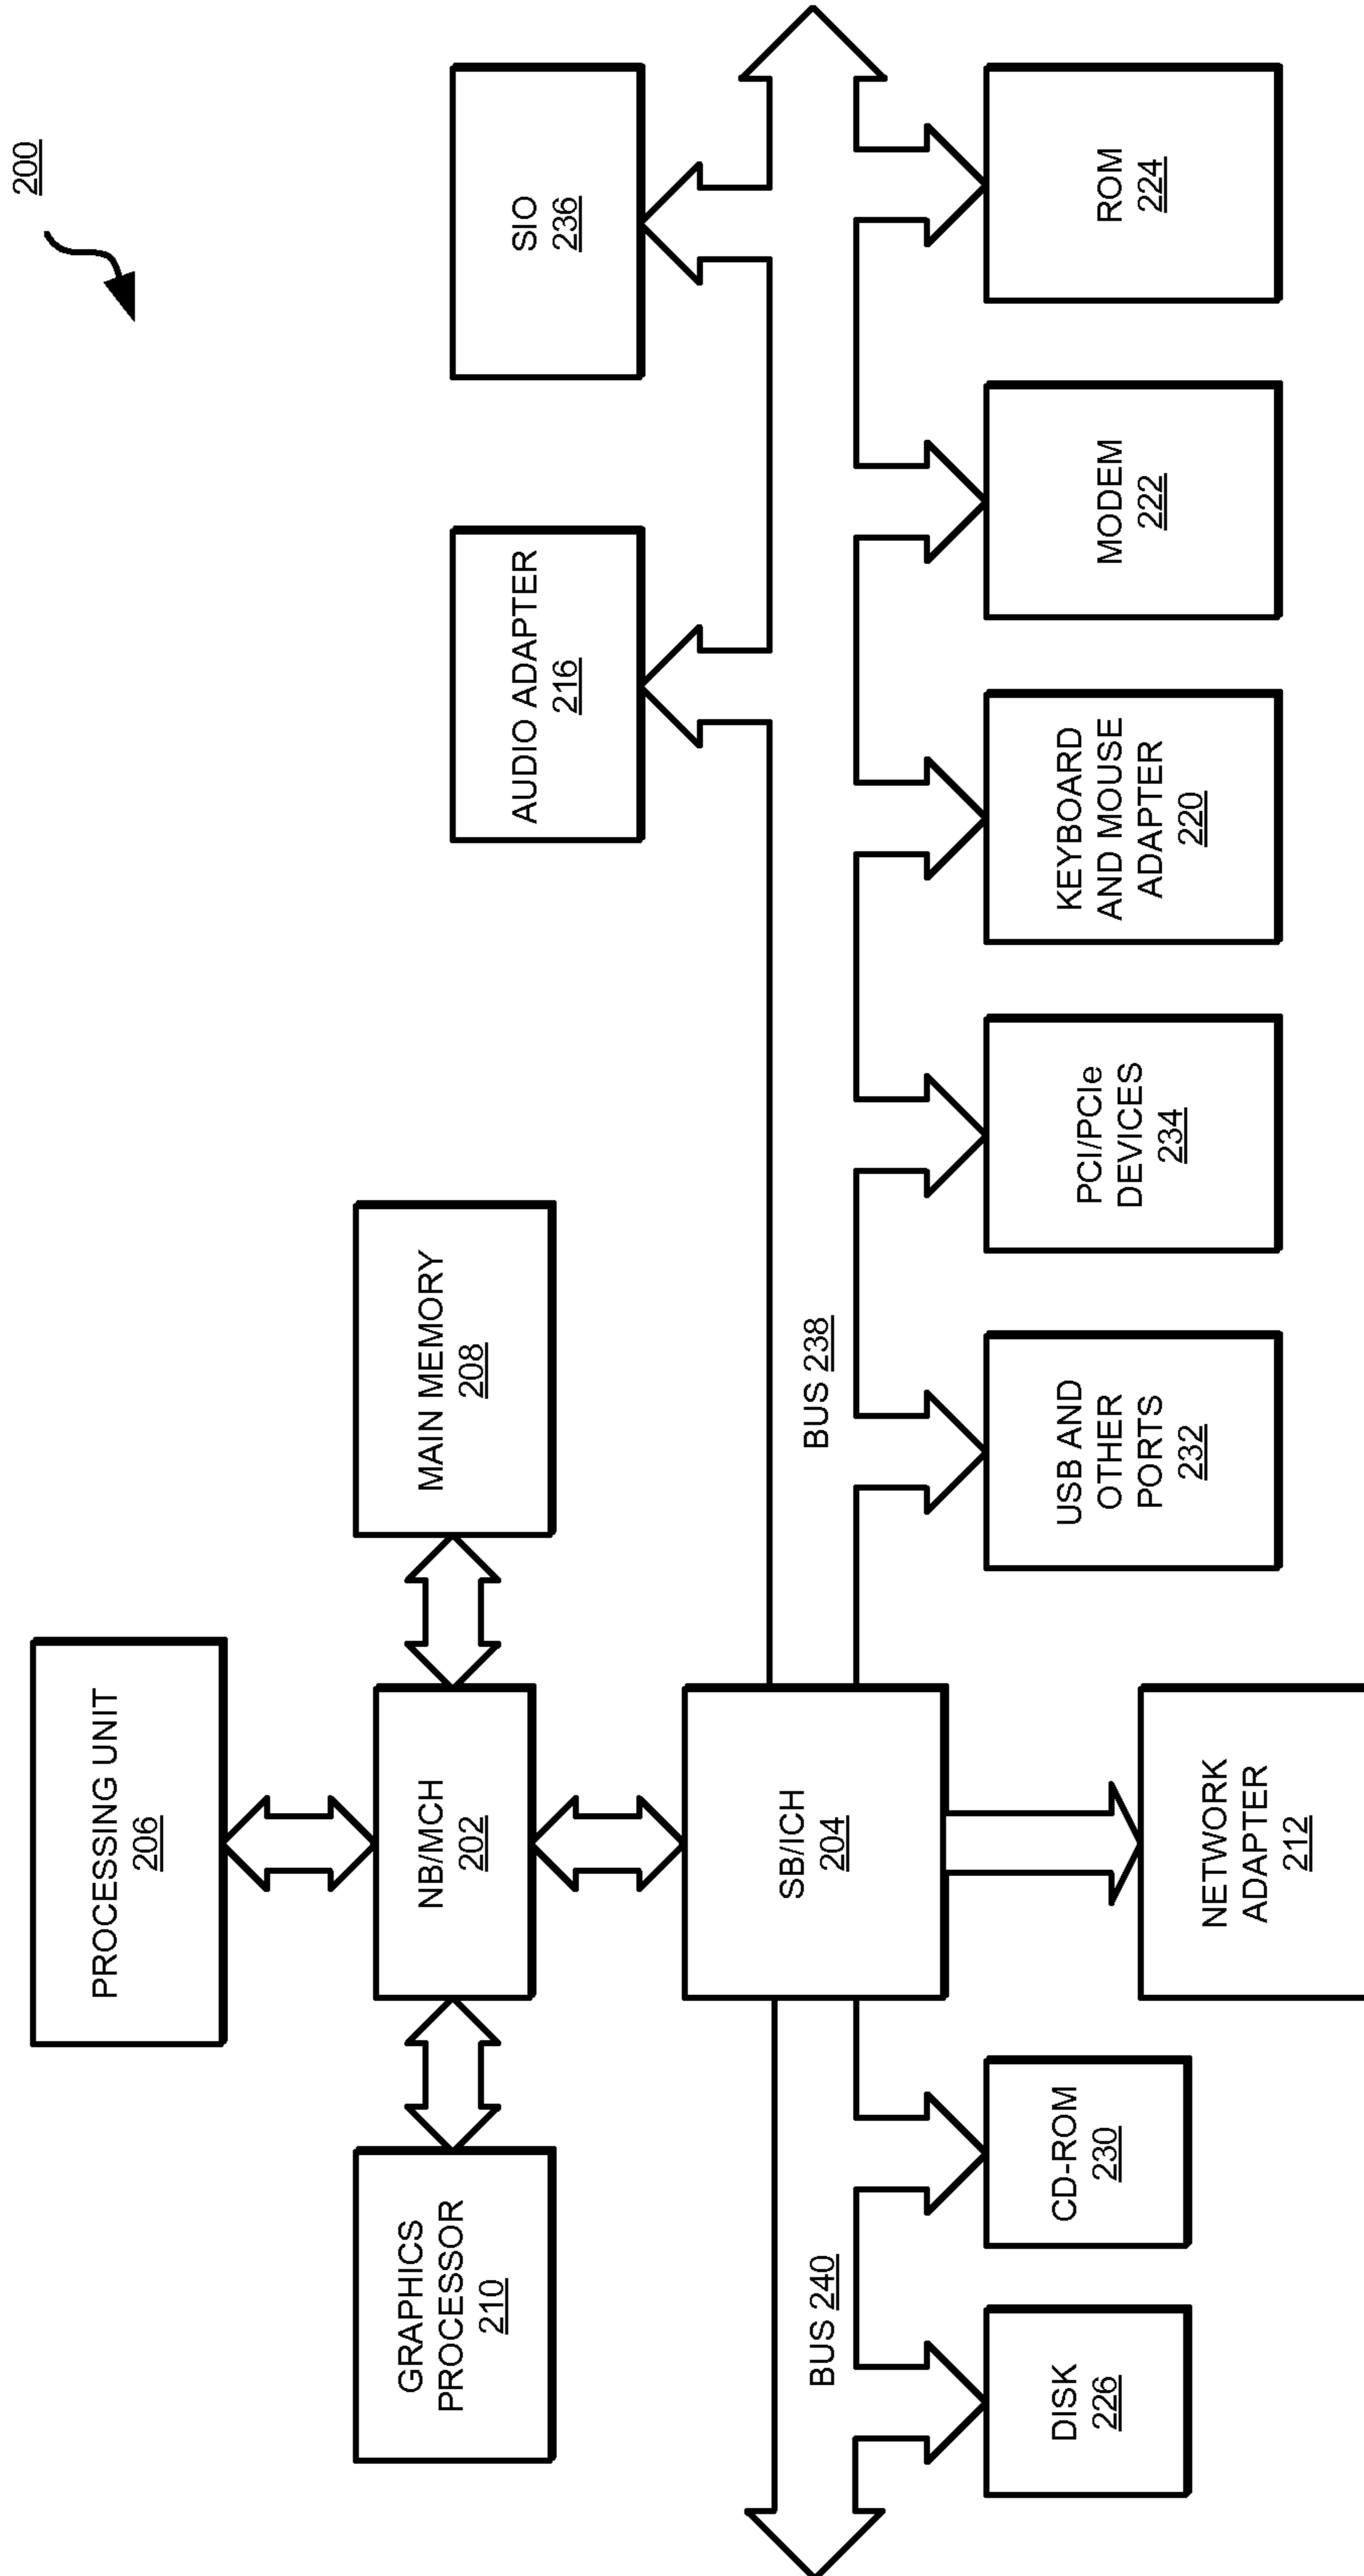 200
PROCESSING UNIT
206
GRAPHICS
PROCESSOR
210
NB/MCH
202
MAIN MEMORY
208
AUDIO ADAPTER
216
SIO
236
SB/ICH
204
BUS 240
BUS 238
DISK
226
CD-ROM
230
USB AND
OTHER
PORTS
232
PCI/PCIe
DEVICES
234
KEYBOARD
AND MOUSE
ADAPTER
220
MODEM
222
ROM
224
NETWORK
ADAPTER
212